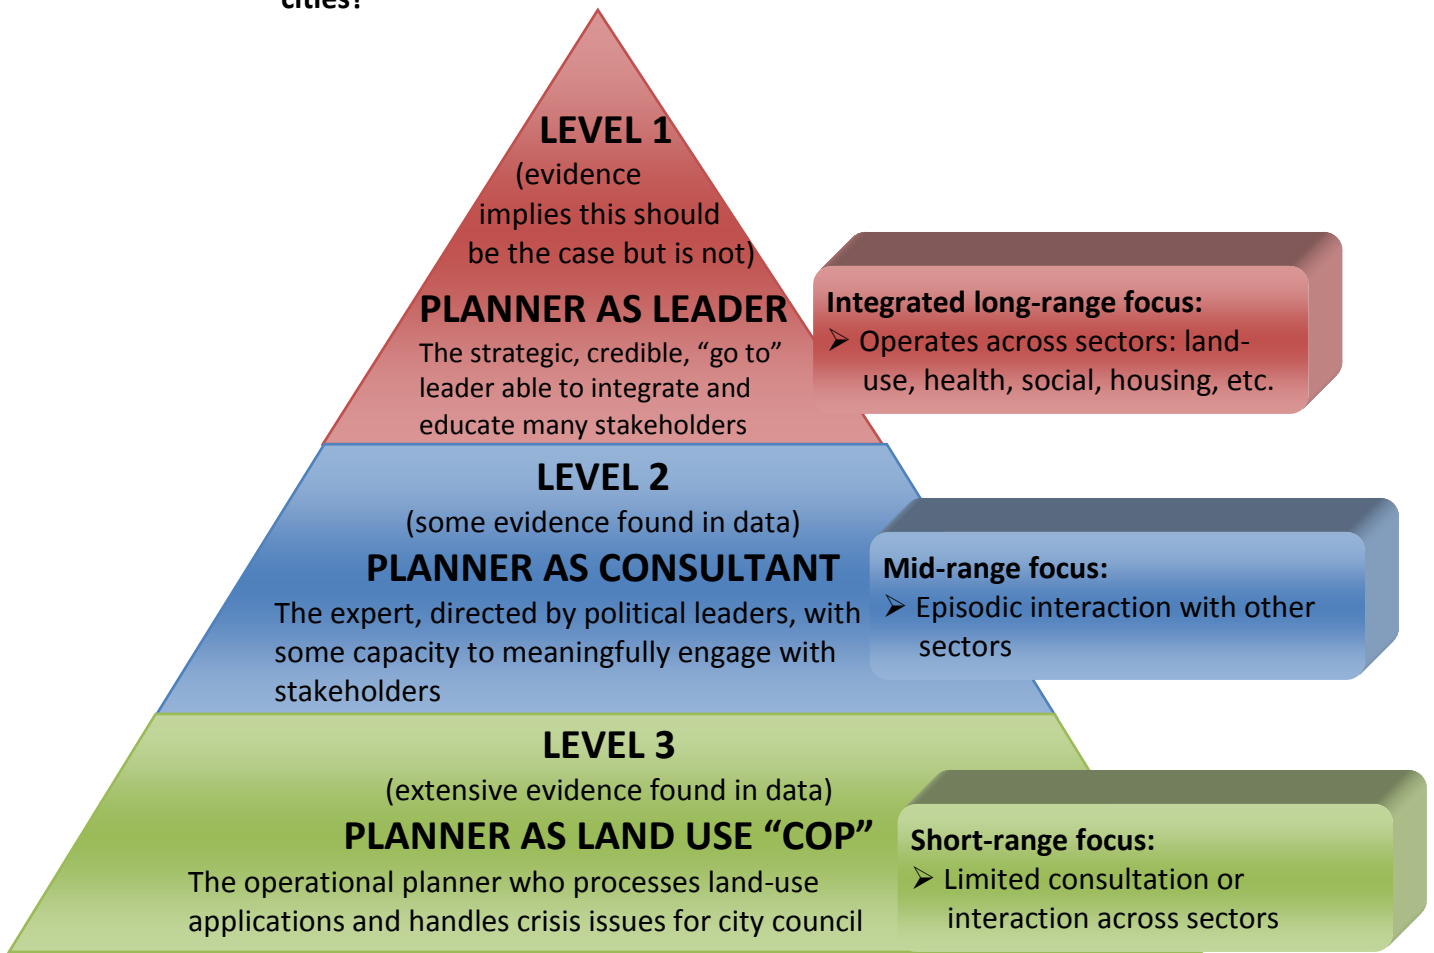 cities?
LEVEL 1
(evidence
implies this should
be the case but is not)
PLANNER AS LEADER
The strategic, credible, “go to”
leader able to integrate and
educate many stakeholders
Integrated long-range focus:
➢ Operates across sectors: land-
use, health, social, housing, etc.
LEVEL 2
(some evidence found in data)
PLANNER AS CONSULTANT
The expert, directed by political leaders, with
some capacity to meaningfully engage with
stakeholders
Mid-range focus:
➢ Episodic interaction with other
sectors
LEVEL 3
(extensive evidence found in data)
PLANNER AS LAND USE “COP”
The operational planner who processes land-use
applications and handles crisis issues for city council
Short-range focus:
➢ Limited consultation or
interaction across sectors